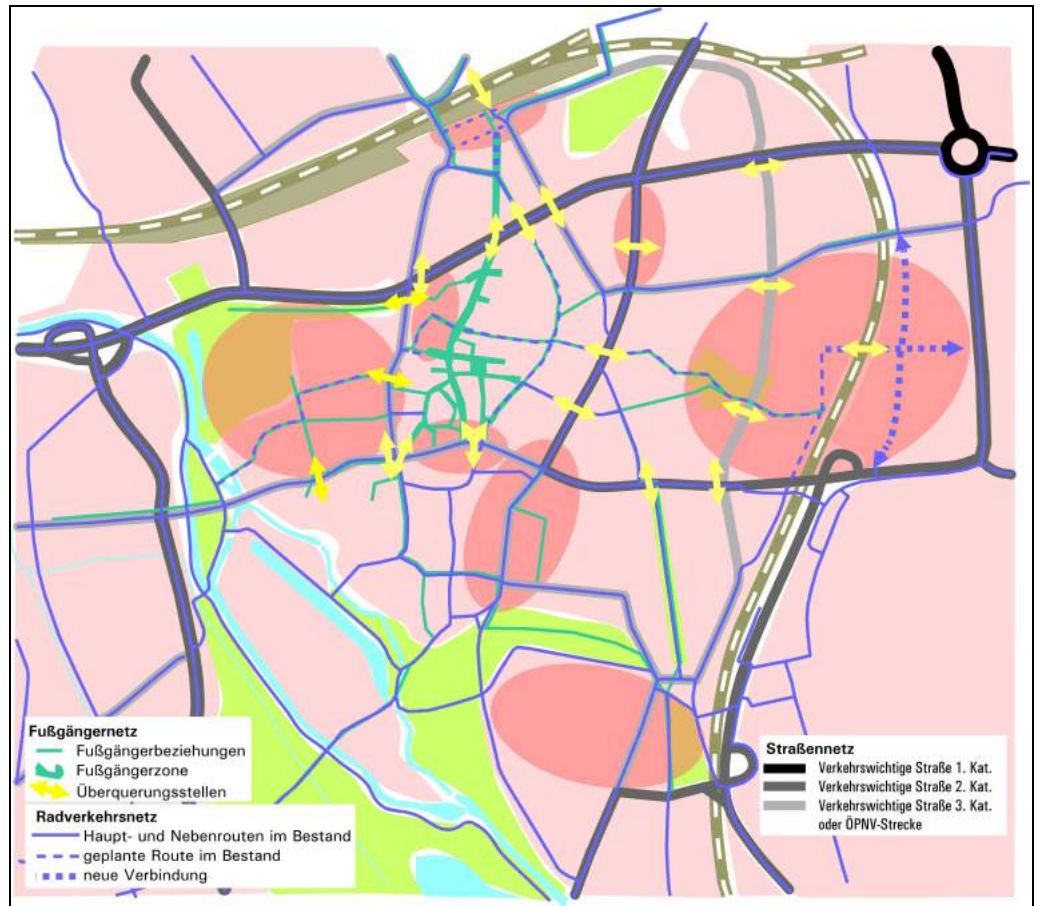 Fußgängernetz
Fußgängerbeziehungen
Fußgängerzone
Überquerungsstellen
Radverkehrsnetz
Haupt- und Nebenrouten im Bestand
geplante Route im Bestand
neue Verbindung
Straßennetz
Verkehrswichtige Straße 1. Kat.
Verkehrswichtige Straße 2. Kat.
Verkehrswichtige Straße 3. Kat.
oder ÖPNV-Strecke